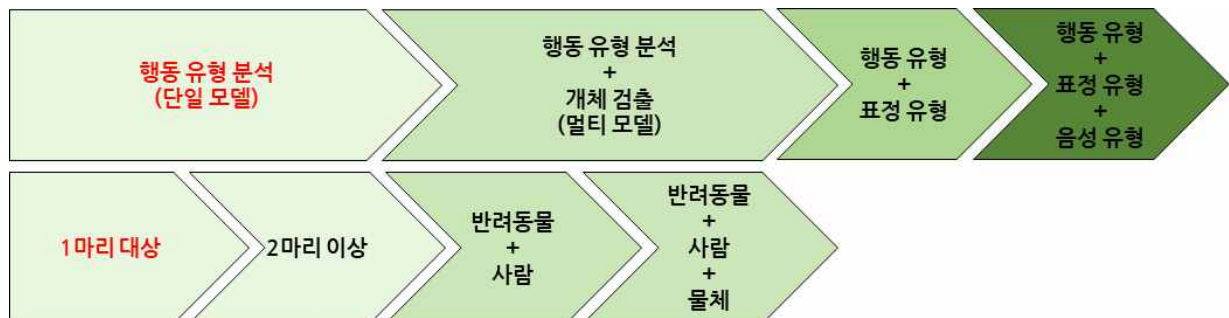 행동 유형 분석
(단일 모델)
행동 유형 분석
+
개체 검출
(멀티 모델)
행동 유형
+
표정 유형
행동 유형
+
표정 유형
+
음성 유형
1마리 대상
2마리 이상
반려동물
+
사람
반려동물
+
사람
+
물체